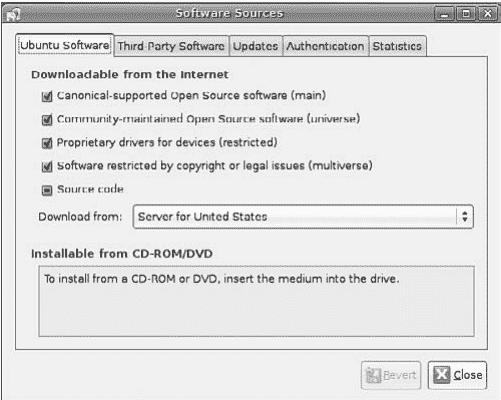 Software Sources
Ubuntu Software Third-Party Software Updates Authentication Statistics
Downloadable from the Internet
Canonical-supported Open Source software (main)
Community-maintained Open Source software (universe)
Proprietary drivers for devices (restricted)
Software restricted by copyright or legal issues (multiverse)
Source code
Download from: Server for United States
Installable from CD-ROM/DVD
To install from a CD-ROM or DVD, insert the medium into the drive.
Revert Close